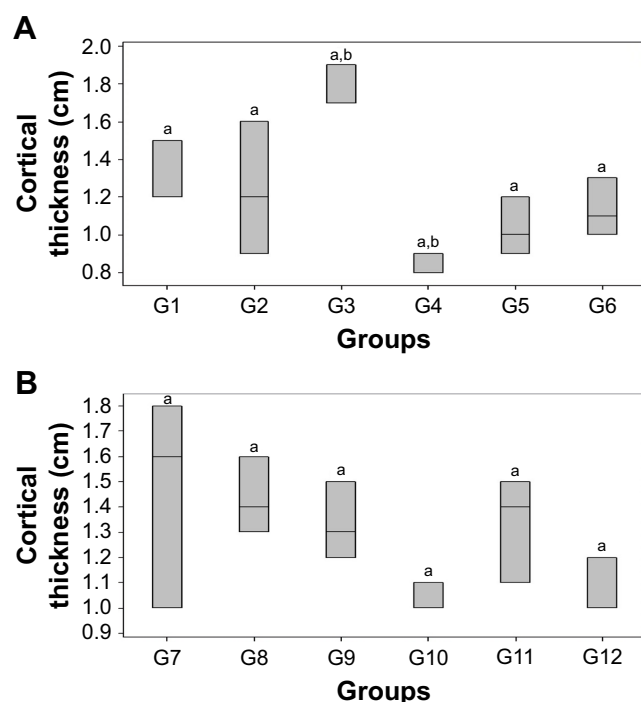 A
Cortical
thickness (cm)
2.0
1.8
1.6
1.4
1.2
1.0
0.8
a
a
a,b
a,b
a
a
G1 G2 G3 G4 G5 G6
Groups
B
Cortical
thickness (cm)
1.8
1.7
1.6
1.5
1.4
1.3
1.2
1.1
1.0
0.9
a
a
a
a
a
a
G7 G8 G9 G10 G11 G12
Groups